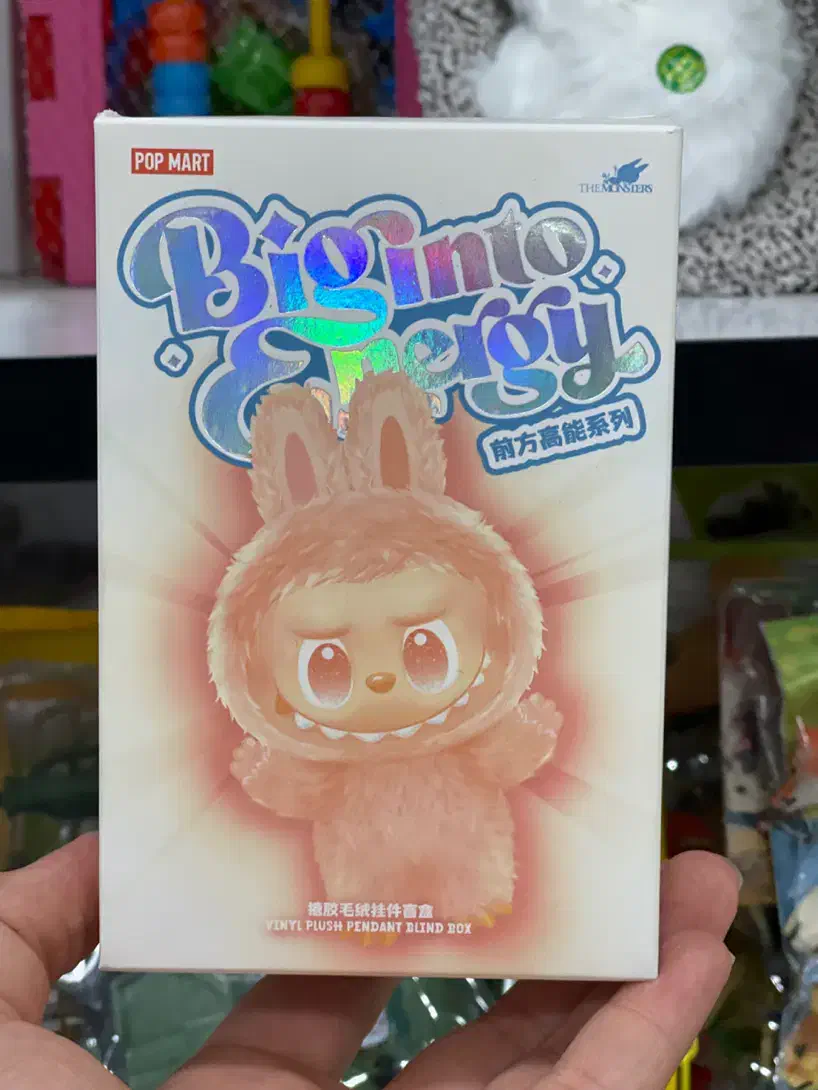 POP MART
THE MONSTERS
Big into
Energy
前方高能系列
搪胶毛绒挂件盲盒
VINYL PLUSH PENDANT BLIND BOX